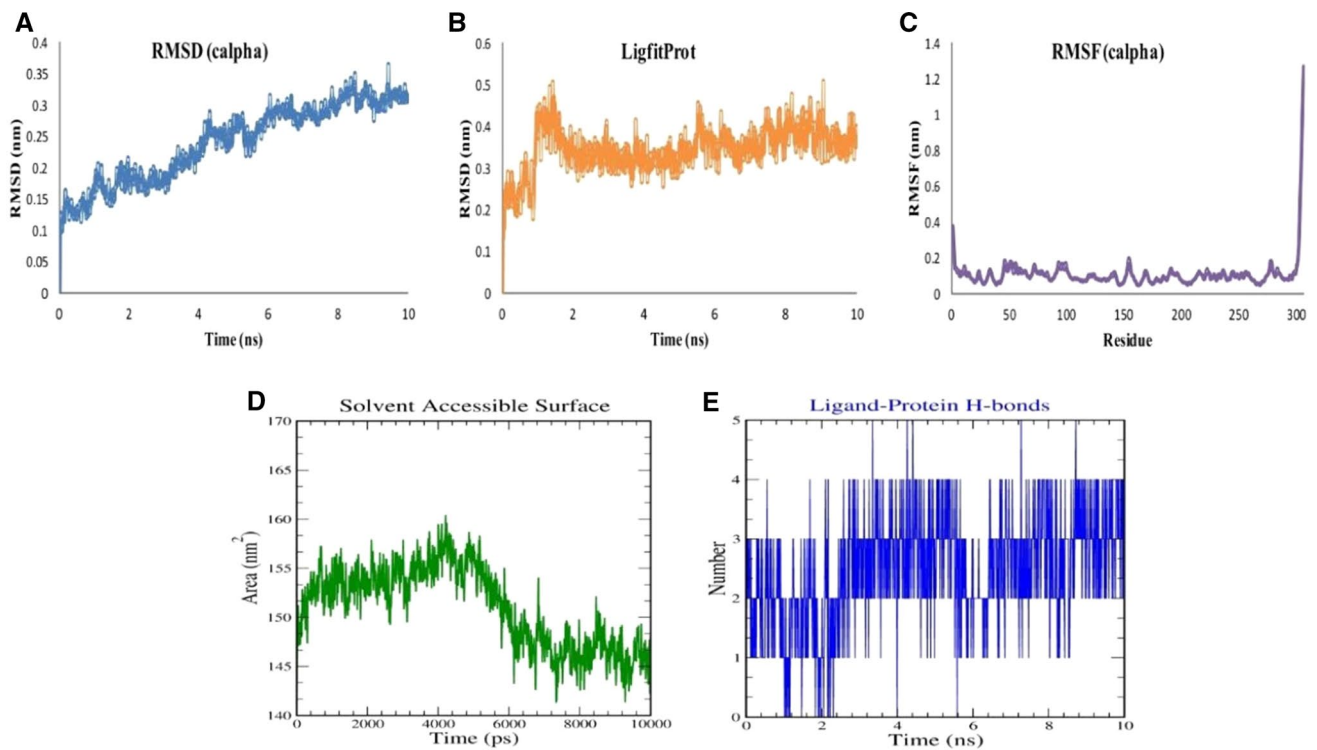 A
RMSD (calpha)
0.4
0.35
0.3
0.25
0.2
0.15
0.1
0.05
0
RMSD (nm)
0 2 4 6 8 10
Time (ns)
B
LigfitProt
0.6
0.5
0.4
0.3
0.2
0.1
0
RMSD (nm)
0 2 4 6 8 10
Time (ns)
C
RMSF(calpha)
1.4
1.2
1
0.8
0.6
0.4
0.2
0
RMSF (nm)
0 50 100 150 200 250 300
Residue
D
Solvent Accessible Surface
170
165
160
155
150
145
140
Area (nm²)
0 2000 4000 6000 8000 10000
Time (ps)
E
Ligand-Protein H-bonds
5
4
3
2
1
0
Number
0 2 4 6 8 10
Time (ns)